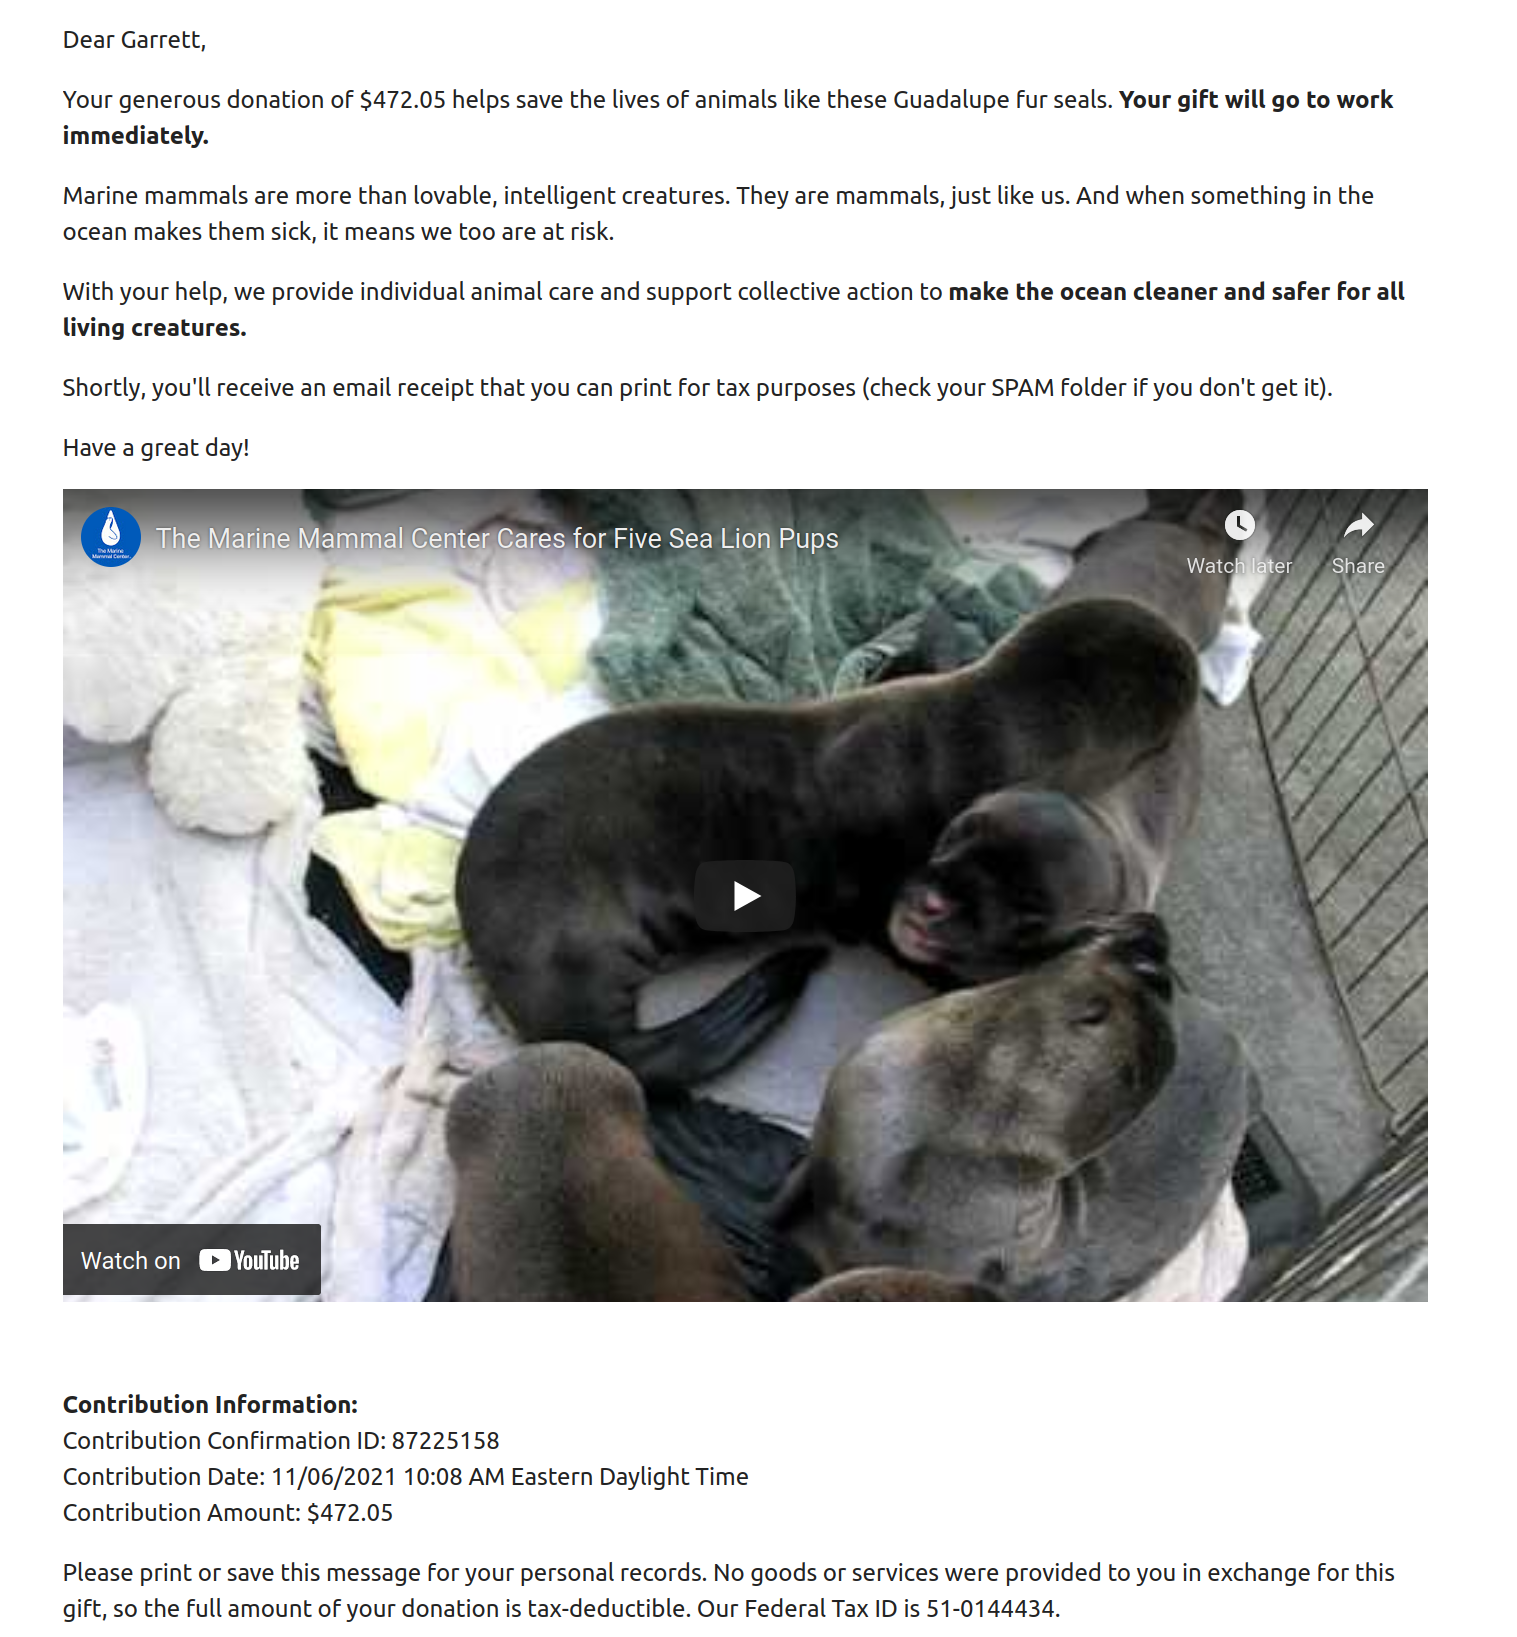 Dear Garrett,
Your generous donation of $472.05 helps save the lives of animals like these Guadalupe fur seals. Your gift will go to work
immediately.
Marine mammals are more than lovable, intelligent creatures. They are mammals, just like us. And when something in the
ocean makes them sick, it means we too are at risk.
With your help, we provide individual animal care and support collective action to make the ocean cleaner and safer for all
living creatures.
Shortly, you'll receive an email receipt that you can print for tax purposes (check your SPAM folder if you don't get it).
Have a great day!
The Marine
Mammal Center
The Marine Mammal Center Cares for Five Sea Lion Pups
Watch later
Share
Watch on YouTube
Contribution Information:
Contribution Confirmation ID: 87225158
Contribution Date: 11/06/2021 10:08 AM Eastern Daylight Time
Contribution Amount: $472.05
Please print or save this message for your personal records. No goods or services were provided to you in exchange for this
gift, so the full amount of your donation is tax-deductible. Our Federal Tax ID is 51-0144434.